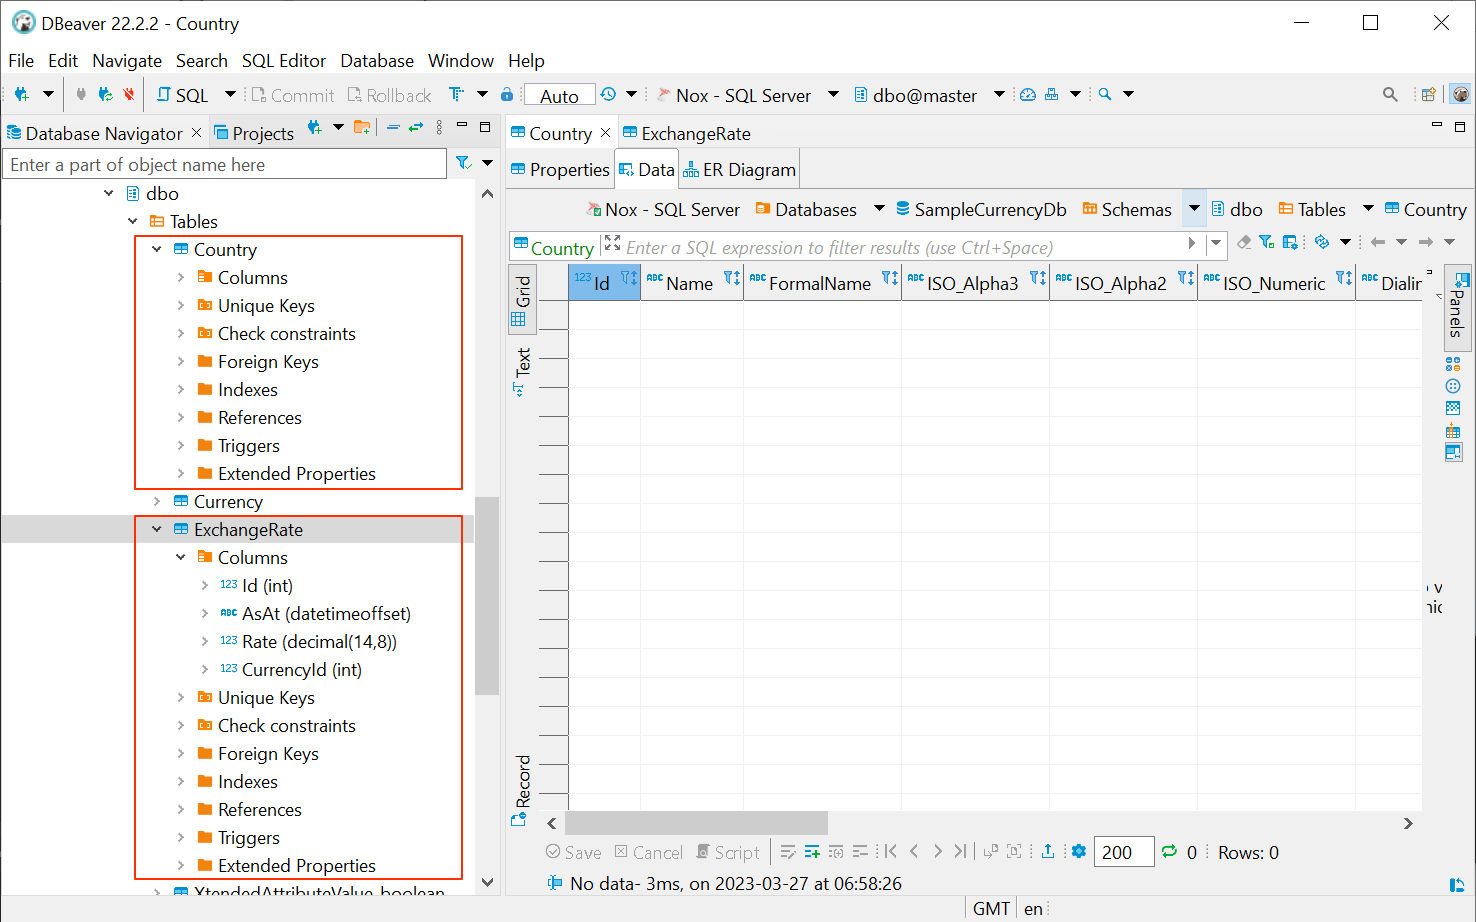 DBeaver 22.2.2 - Country
File Edit Navigate Search SQL Editor Database Window Help
SQL Commit Rollback Auto Nox - SQL Server dbo@master
Database Navigator Projects
Enter a part of object name here
dbo
Tables
Country
Columns
Unique Keys
Check constraints
Foreign Keys
Indexes
References
Triggers
Extended Properties
Currency
ExchangeRate
Columns
123 Id (int)
ABC AsAt (datetimeoffset)
123 Rate (decimal(14,8))
123 CurrencyId (int)
Unique Keys
Check constraints
Foreign Keys
Indexes
References
Triggers
Extended Properties
XtendedAttributeValue_boolean
Country ExchangeRate
Properties Data ER Diagram
Nox - SQL Server Databases SampleCurrencyDb Schemas dbo Tables Country
Country Enter a SQL expression to filter results (use Ctrl+Space)
Grid
Text
Record
123 Id ABC Name ABC FormalName ABC ISO_Alpha3 ABC ISO_Alpha2 ABC ISO_Numeric ABC Dialin
Panels
Save Cancel Script 200 0 Rows: 0
No data- 3ms, on 2023-03-27 at 06:58:26
GMT en